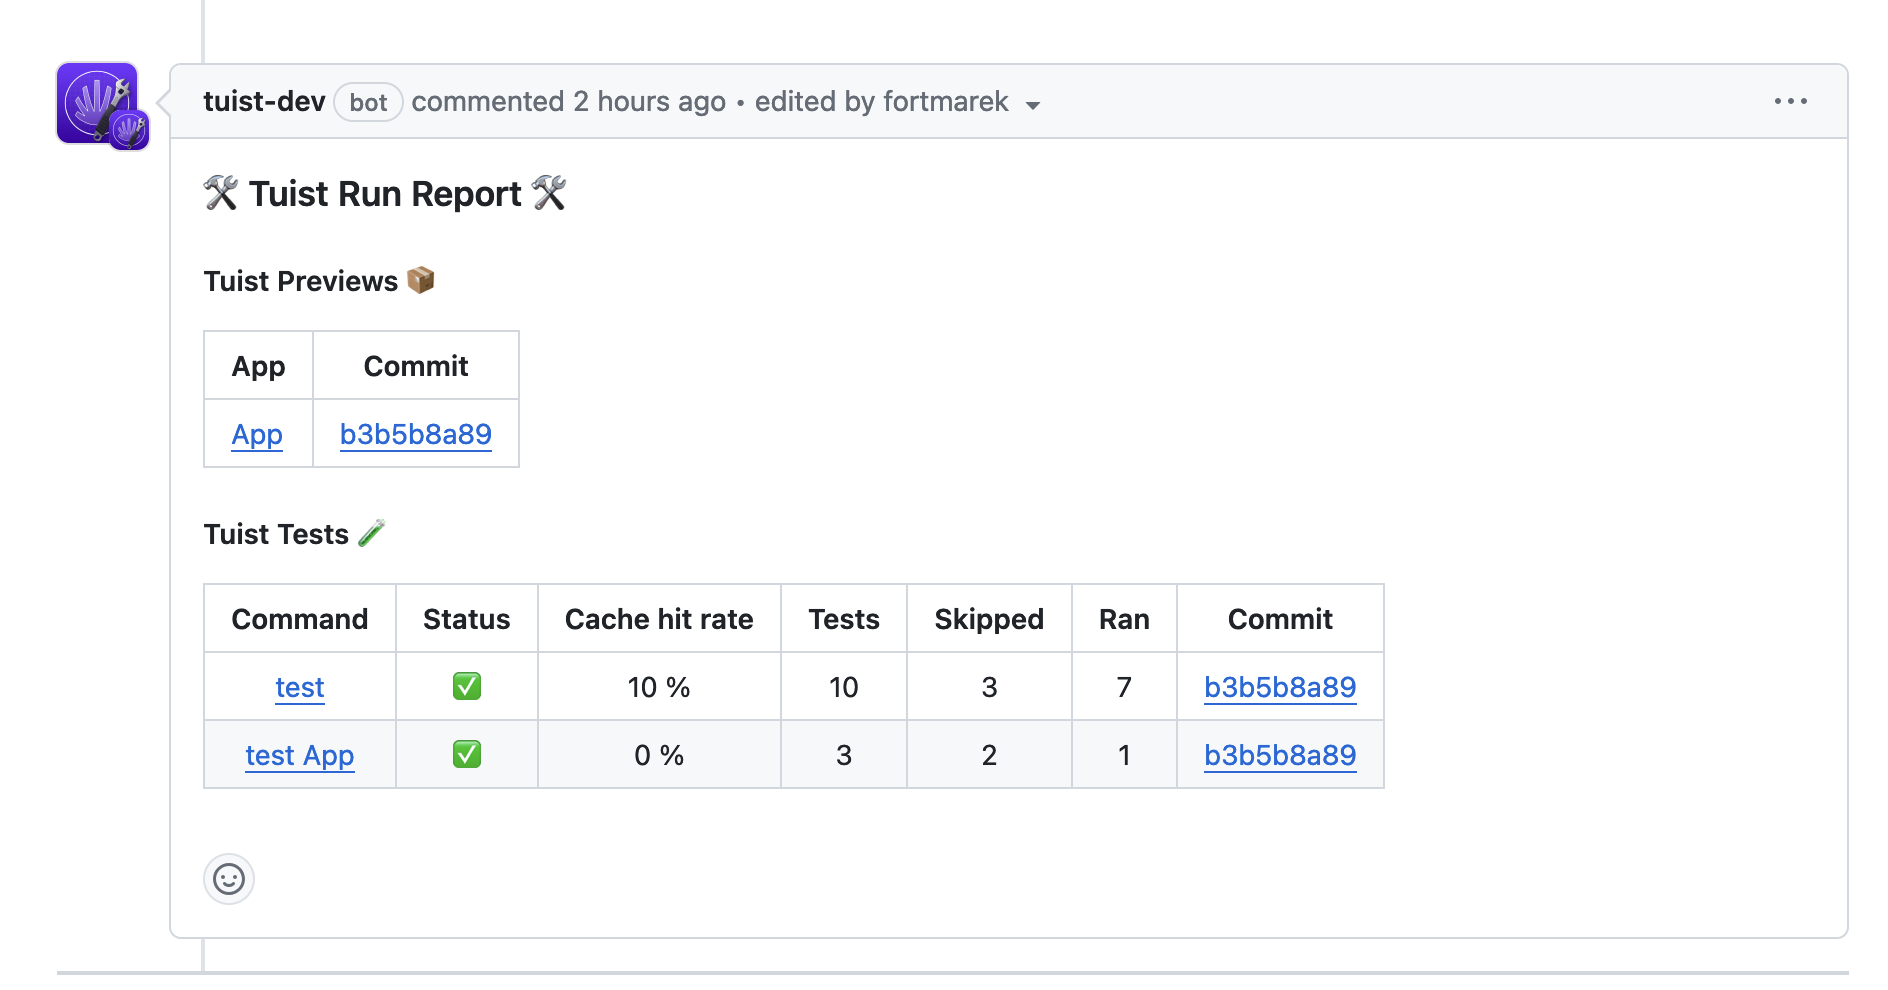 tuist-dev bot commented 2 hours ago • edited by fortmarek
🛠️ Tuist Run Report 🛠️
Tuist Previews 📦
App Commit
App b3b5b8a89
Tuist Tests 🧪
Command Status Cache hit rate Tests Skipped Ran Commit
test ✅ 10 % 10 3 7 b3b5b8a89
test App ✅ 0 % 3 2 1 b3b5b8a89